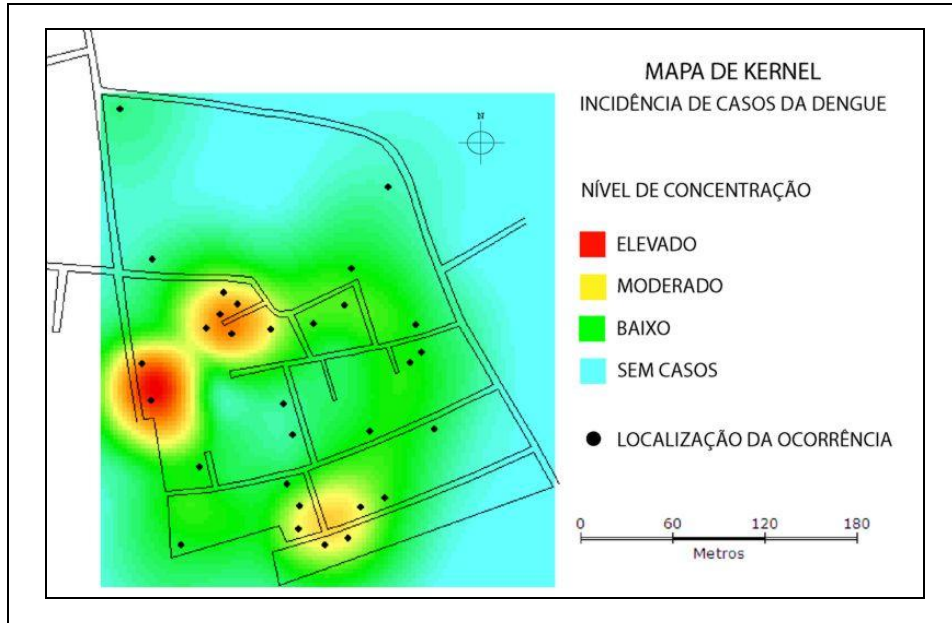 MAPA DE KERNEL
INCIDÊNCIA DE CASOS DA DENGUE
N
NÍVEL DE CONCENTRAÇÃO
ELEVADO
MODERADO
BAIXO
SEM CASOS
LOCALIZAÇÃO DA OCORRÊNCIA
0 60 120 180
Metros